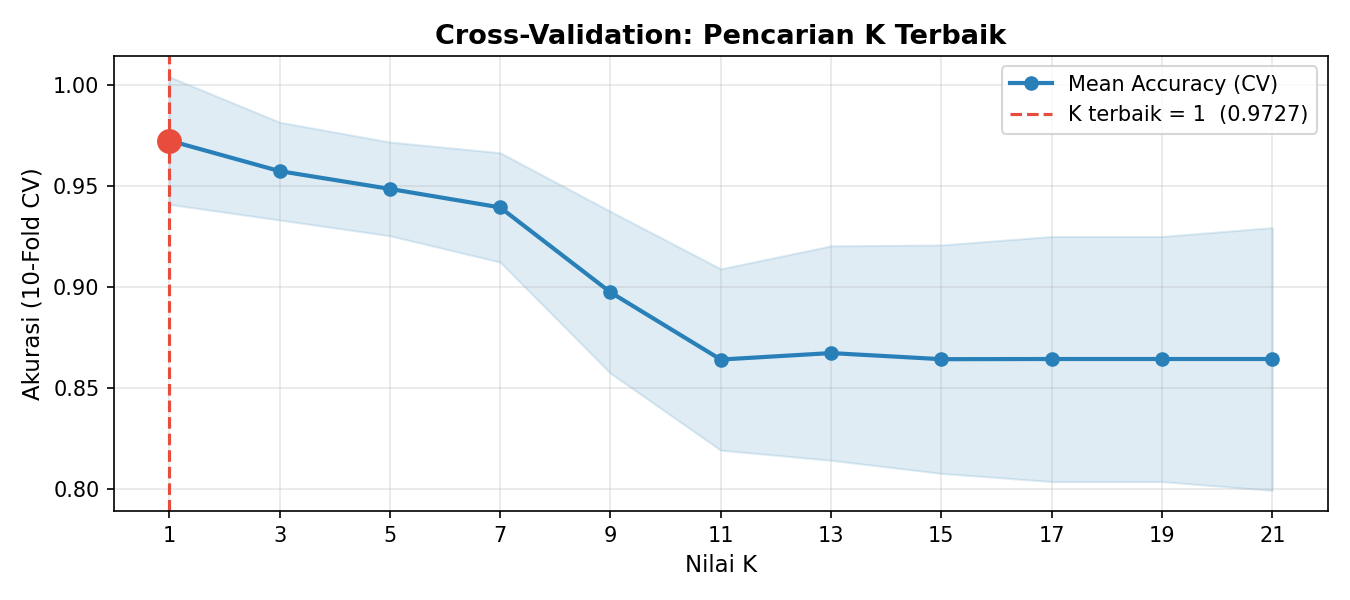 Cross-Validation: Pencarian K Terbaik
Mean Accuracy (CV)
K terbaik = 1 (0.9727)
Akurasi (10-Fold CV)
1.00
0.95
0.90
0.85
0.80
1 3 5 7 9 11 13 15 17 19 21
Nilai K